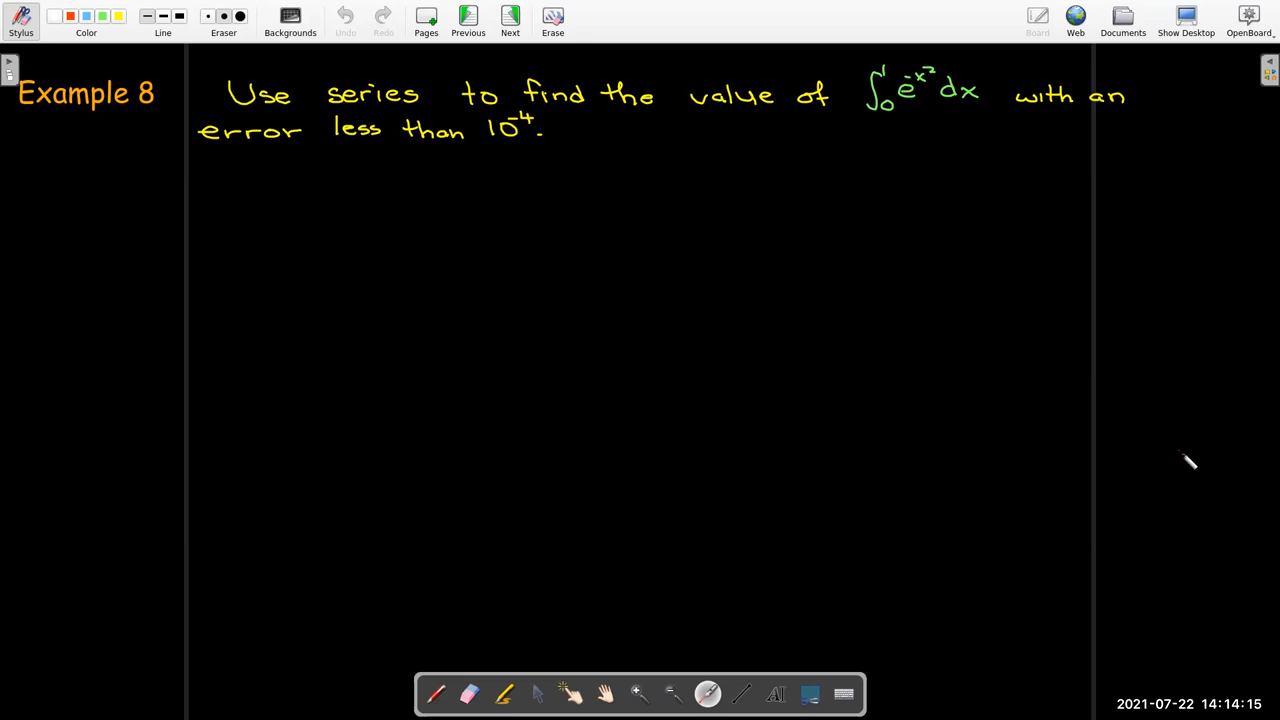 Stylus Color Line Eraser Backgrounds Undo Redo Pages Previous Next Erase Board Web Documents Show Desktop OpenBoard
Example 8 Use series to find the value of ∫₀¹ e^{-x²} dx with an
error less than 10⁻⁴.
2021-07-22 14:14:15